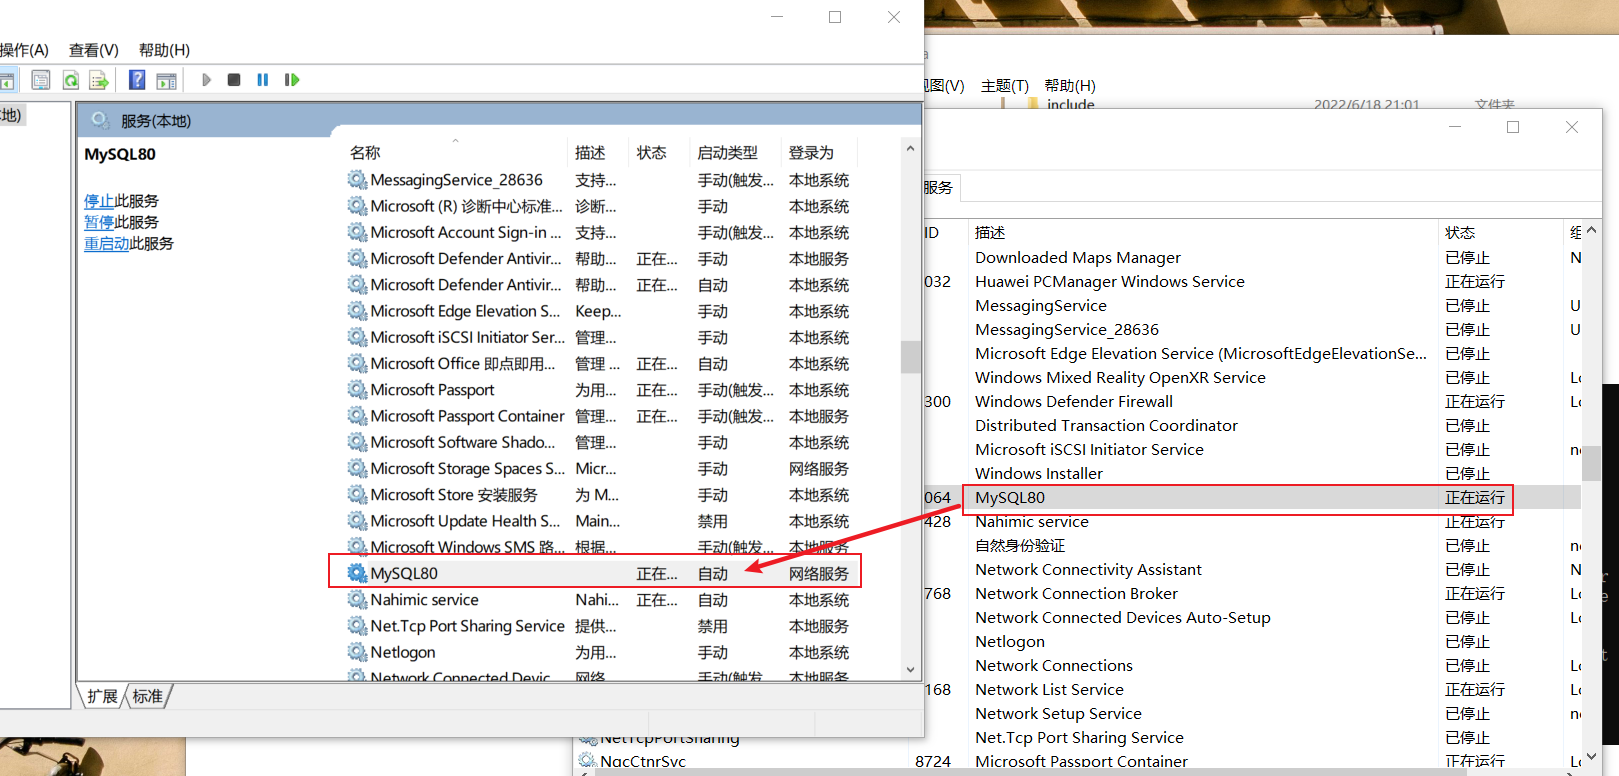 操作(A) 查看(V) 帮助(H)
服务(本地)
MySQL80
停止此服务
暂停此服务
重启动此服务
名称 描述 状态 启动类型 登录为
MessagingService_28636 支持... 手动(触发... 本地系统
Microsoft (R) 诊断中心标准... 诊断... 手动 本地系统
Microsoft Account Sign-in ... 支持... 手动(触发... 本地系统
Microsoft Defender Antivir... 帮助... 正在... 手动 本地服务
Microsoft Defender Antivir... 帮助... 正在... 自动 本地系统
Microsoft Edge Elevation S... Keep... 手动 本地系统
Microsoft iSCSI Initiator Ser... 管理... 手动 本地系统
Microsoft Office 即点即用... 管理 ... 正在... 自动 本地系统
Microsoft Passport 为用... 正在... 手动(触发... 本地系统
Microsoft Passport Container 管理... 正在... 手动(触发... 本地服务
Microsoft Software Shado... 管理... 手动 本地系统
Microsoft Storage Spaces S... Micr... 手动 网络服务
Microsoft Store 安装服务 为 M... 手动 本地系统
Microsoft Update Health S... Main... 禁用 本地系统
Microsoft Windows SMS 路... 根据... 手动(触发... 本地服务
MySQL80 正在... 自动 网络服务
Nahimic service Nahi... 正在... 自动 本地系统
Net.Tcp Port Sharing Service 提供... 禁用 本地服务
Netlogon 为用... 手动 本地系统
Network Connected Devic... 网络... 手动(触发... 本地服务
扩展 标准
视图(V) 主题(T) 帮助(H)
include 2022/6/18 21:01 文件夹
服务
ID 描述 状态 组
Downloaded Maps Manager 已停止 N
032 Huawei PCManager Windows Service 正在运行
MessagingService 已停止 U
MessagingService_28636 已停止 U
Microsoft Edge Elevation Service (MicrosoftEdgeElevationSe... 已停止
Windows Mixed Reality OpenXR Service 已停止 Lo
300 Windows Defender Firewall 正在运行 Lo
Distributed Transaction Coordinator 已停止
Microsoft iSCSI Initiator Service 已停止 ne
Windows Installer 已停止
064 MySQL80 正在运行
428 Nahimic service 正在运行
自然身份验证 已停止 ne
Network Connectivity Assistant 已停止 N
768 Network Connection Broker 正在运行 Lo
Network Connected Devices Auto-Setup 已停止 Lo
Netlogon 已停止
Network Connections 已停止 Lo
168 Network List Service 正在运行 Lo
Network Setup Service 已停止 ne
NetTcpPortSharing Net.Tcp Port Sharing Service 已停止
NgcCtnrSvc 8724 Microsoft Passport Container 正在运行 Lo